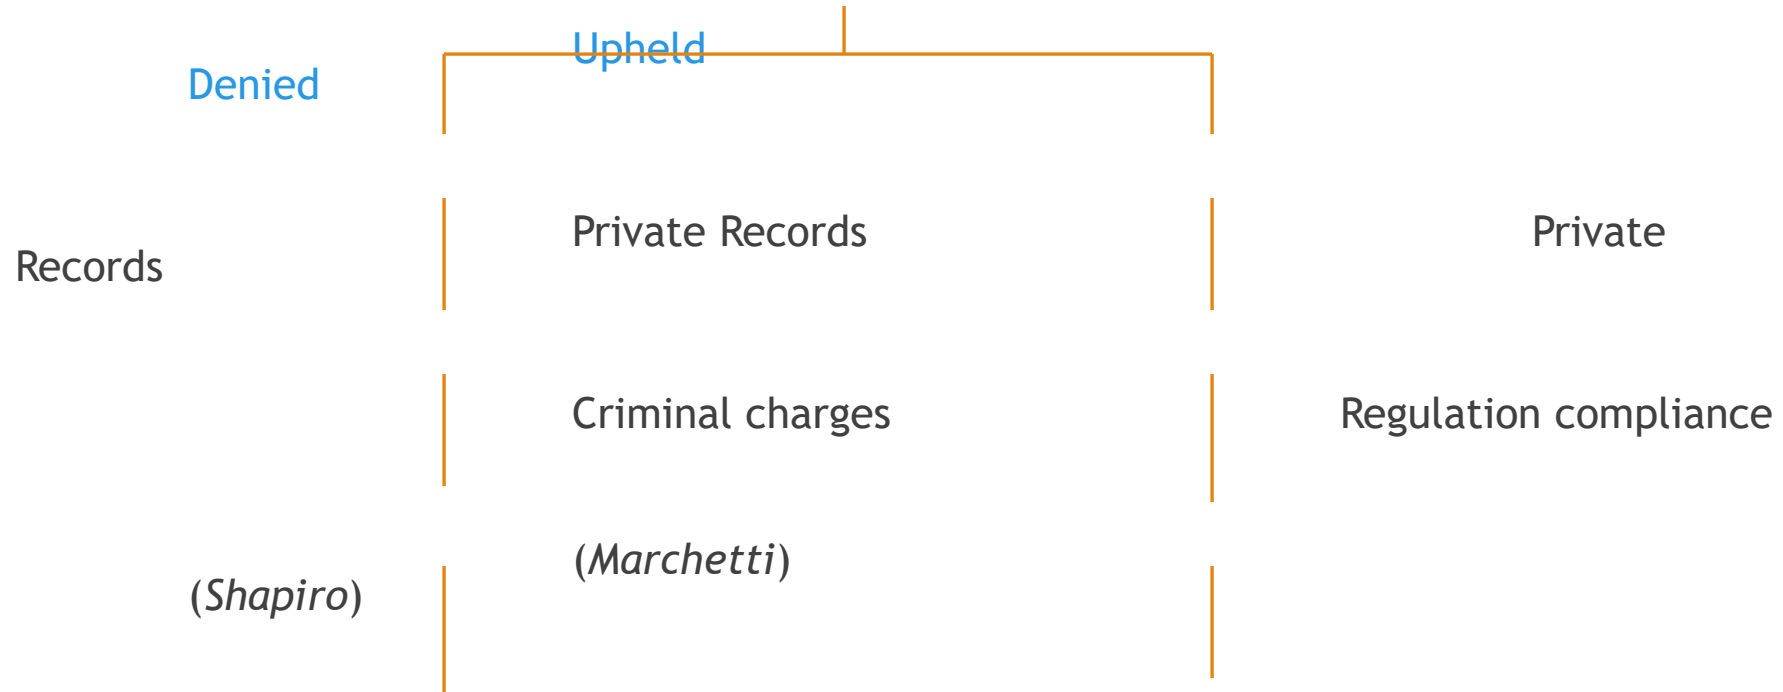 Upheld
Denied
Private Records Private
Records
Criminal charges Regulation compliance
(Marchetti)
(Shapiro)